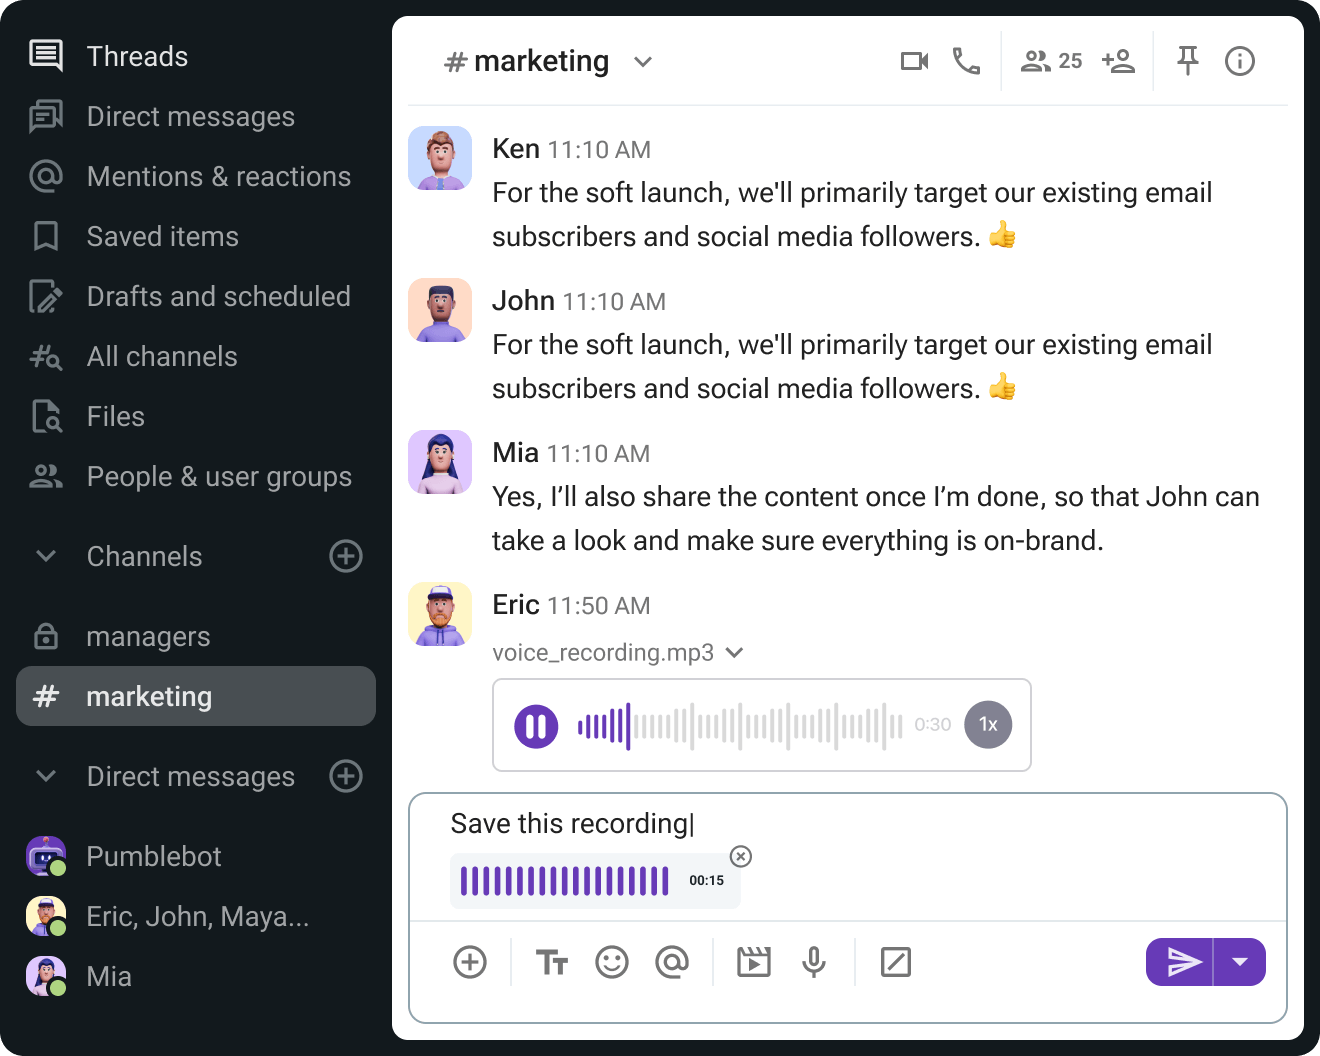 Threads
Direct messages
Mentions & reactions
Saved items
Drafts and scheduled
All channels
Files
People & user groups
Channels
managers
# marketing
Direct messages
Pumblebot
Eric, John, Maya...
Mia
# marketing
25
Ken 11:10 AM
For the soft launch, we'll primarily target our existing email
subscribers and social media followers. 👍
John 11:10 AM
For the soft launch, we'll primarily target our existing email
subscribers and social media followers. 👍
Mia 11:10 AM
Yes, I’ll also share the content once I’m done, so that John can
take a look and make sure everything is on-brand.
Eric 11:50 AM
voice_recording.mp3
0:30
1x
Save this recording
00:15